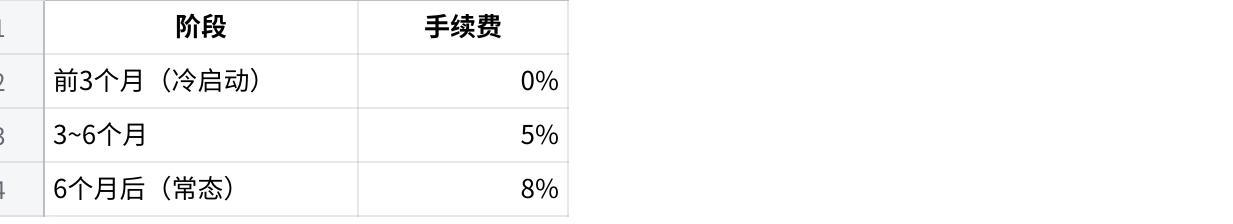 阶段 手续费
前3个月（冷启动） 0%
3~6个月 5%
6个月后（常态） 8%